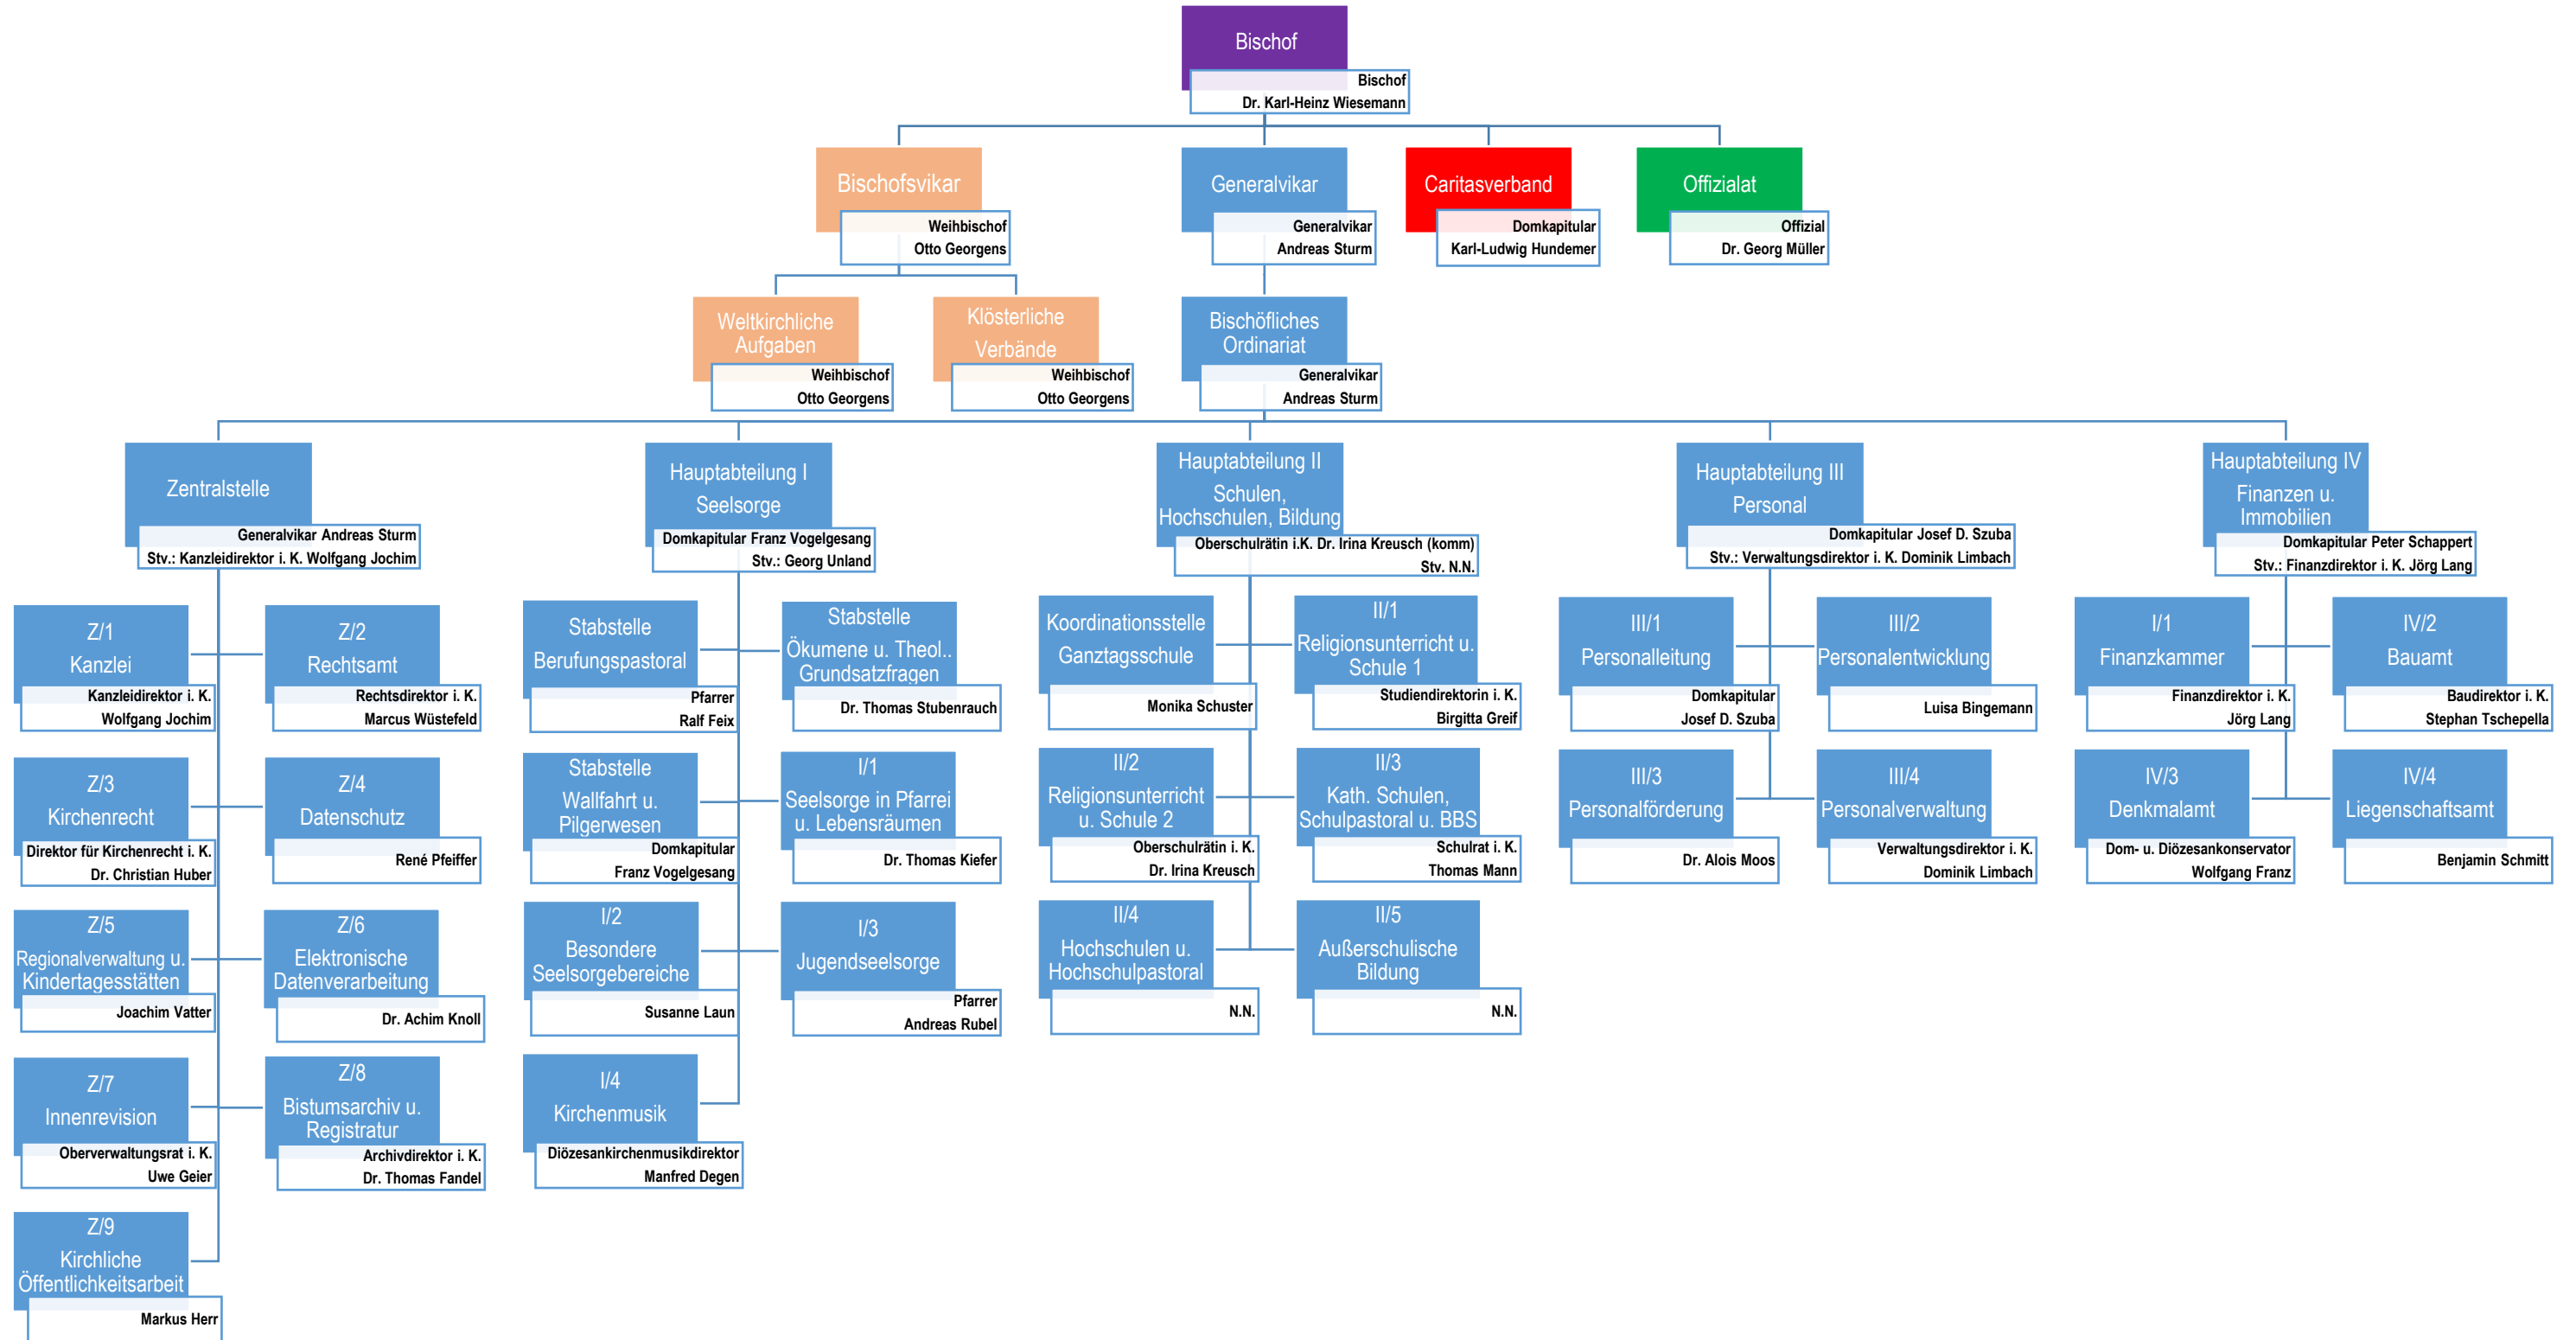 Bischof
Bischof
Dr. Karl-Heinz Wiesemann
Bischofsvikar
Weihbischof
Otto Georgens
Generalvikar
Generalvikar
Andreas Sturm
Caritasverband
Domkapitular
Karl-Ludwig Hundemer
Offizialat
Offizial
Dr. Georg Müller
Weltkirchliche
Aufgaben
Weihbischof
Otto Georgens
Klösterliche
Verbände
Weihbischof
Otto Georgens
Bischöfliches
Ordinariat
Generalvikar
Andreas Sturm
Zentralstelle
Generalvikar Andreas Sturm
Stv.: Kanzleidirektor i. K. Wolfgang Jochim
Hauptabteilung I
Seelsorge
Domkapitular Franz Vogelgesang
Stv.: Georg Unland
Hauptabteilung II
Schulen,
Hochschulen, Bildung
Oberschulrätin i.K. Dr. Irina Kreusch (komm)
Stv. N.N.
Hauptabteilung III
Personal
Domkapitular Josef D. Szuba
Stv.: Verwaltungsdirektor i. K. Dominik Limbach
Hauptabteilung IV
Finanzen u.
Immobilien
Domkapitular Peter Schappert
Stv.: Finanzdirektor i. K. Jörg Lang
Z/1
Kanzlei
Kanzleidirektor i. K.
Wolfgang Jochim
Z/2
Rechtsamt
Rechtsdirektor i. K.
Marcus Wüstefeld
Z/3
Kirchenrecht
Direktor für Kirchenrecht i. K.
Dr. Christian Huber
Z/4
Datenschutz
René Pfeiffer
Z/5
Regionalverwaltung u.
Kindertagesstätten
Joachim Vatter
Z/6
Elektronische
Datenverarbeitung
Dr. Achim Knoll
Z/7
Innenrevision
Oberverwaltungsrat i. K.
Uwe Geier
Z/8
Bistumsarchiv u.
Registratur
Archivdirektor i. K.
Dr. Thomas Fandel
Z/9
Kirchliche
Öffentlichkeitsarbeit
Markus Herr
Stabstelle
Berufungspastoral
Pfarrer
Ralf Feix
Stabstelle
Ökumene u. Theol..
Grundsatzfragen
Dr. Thomas Stubenrauch
Stabstelle
Wallfahrt u.
Pilgerwesen
Domkapitular
Franz Vogelgesang
I/1
Seelsorge in Pfarrei
u. Lebensräumen
Dr. Thomas Kiefer
I/2
Besondere
Seelsorgebereiche
Susanne Laun
I/3
Jugendseelsorge
Pfarrer
Andreas Rubel
I/4
Kirchenmusik
Diözesankirchenmusikdirektor
Manfred Degen
Koordinationsstelle
Ganztagsschule
Monika Schuster
II/1
Religionsunterricht u.
Schule 1
Studiendirektorin i. K.
Birgitta Greif
II/2
Religionsunterricht
u. Schule 2
Oberschulrätin i. K.
Dr. Irina Kreusch
II/3
Kath. Schulen,
Schulpastoral u. BBS
Schulrat i. K.
Thomas Mann
II/4
Hochschulen u.
Hochschulpastoral
N.N.
II/5
Außerschulische
Bildung
N.N.
III/1
Personalleitung
Domkapitular
Josef D. Szuba
III/2
Personalentwicklung
Luisa Bingemann
III/3
Personalförderung
Dr. Alois Moos
III/4
Personalverwaltung
Verwaltungsdirektor i. K.
Dominik Limbach
I/1
Finanzkammer
Finanzdirektor i. K.
Jörg Lang
IV/2
Bauamt
Baudirektor i. K.
Stephan Tschepella
IV/3
Denkmalamt
Dom- u. Diözesankonservator
Wolfgang Franz
IV/4
Liegenschaftsamt
Benjamin Schmitt